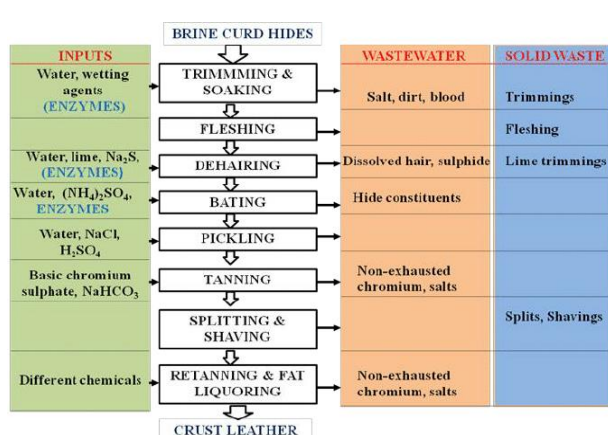 BRINE CURD HIDES
INPUTS
WASTEWATER
SOLID WASTE
Water, wetting
agents
(ENZYMES)
TRIMMMING &
SOAKING
Salt, dirt, blood
Trimmings
FLESHING
Fleshing
Water, lime, Na₂S,
(ENZYMES)
DEHAIRING
Dissolved hair, sulphide
Lime trimmings
Water, (NH₄)₂SO₄,
ENZYMES
BATING
Hide constituents
Water, NaCl,
H₂SO₄
PICKLING
Basic chromium
sulphate, NaHCO₃
TANNING
Non-exhausted
chromium, salts
SPLITTING &
SHAVING
Splits, Shavings
Different chemicals
RETANNING & FAT
LIQUORING
Non-exhausted
chromium, salts
CRUST LEATHER